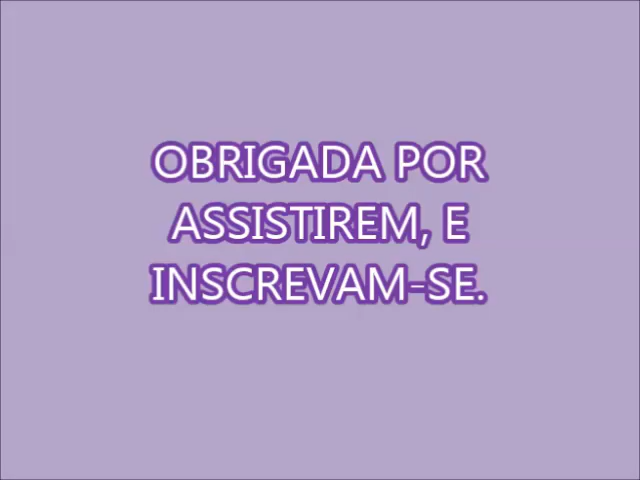 OBRIGADA POR
ASSISTIREM, E
INSCREVAM-SE.